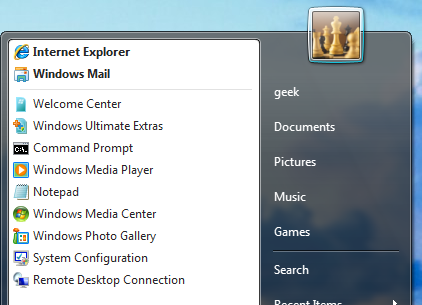 Internet Explorer
Windows Mail
Welcome Center
Windows Ultimate Extras
Command Prompt
Windows Media Player
Notepad
Windows Media Center
Windows Photo Gallery
System Configuration
Remote Desktop Connection
geek
Documents
Pictures
Music
Games
Search
Recent Items